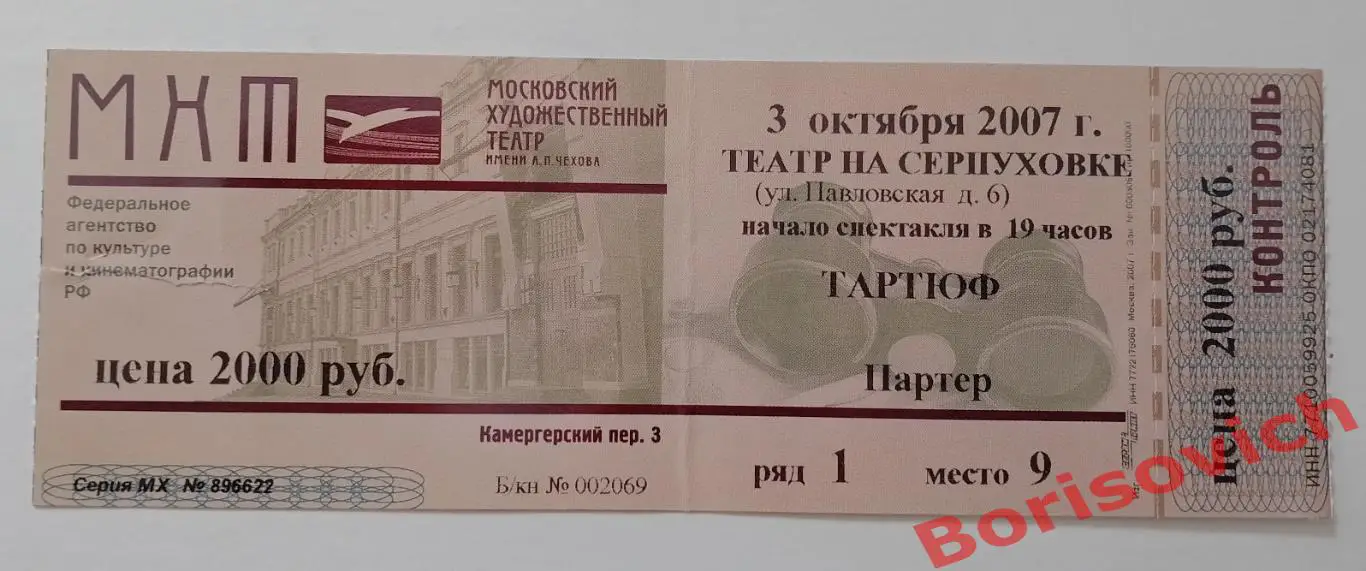 МХТ
МОСКОВСКИЙ
ХУДОЖЕСТВЕННЫЙ
ТЕАТР
ИМЕНИ А.П.ЧЕХОВА
Федеральное
агентство
по культуре
и кинематографии
РФ
цена 2000 руб.
Камергерский пер. 3
Серия МХ № 896622
Б/кн № 002069
3 октября 2007 г.
ТЕАТР НА СЕРПУХОВКЕ
(ул. Павловская д. 6)
начало спектакля в 19 часов
ТАРТЮФ
Партер
ряд 1 место 9
цена 2000 руб.
КОНТРОЛЬ
ОКПО 02174081
Borisovich